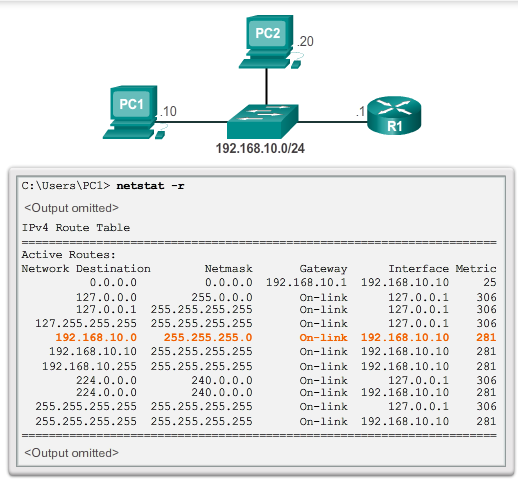 PC2
.20
PC1
.10
.1
R1
192.168.10.0/24
C:\Users\PC1> netstat -r
<Output omitted>
IPv4 Route Table
Active Routes:
Network Destination Netmask Gateway Interface Metric
0.0.0.0 0.0.0.0 192.168.10.1 192.168.10.10 25
127.0.0.0 255.0.0.0 On-link 127.0.0.1 306
127.0.0.1 255.255.255.255 On-link 127.0.0.1 306
127.255.255.255 255.255.255.255 On-link 127.0.0.1 306
192.168.10.0 255.255.255.0 On-link 192.168.10.10 281
192.168.10.10 255.255.255.255 On-link 192.168.10.10 281
192.168.10.255 255.255.255.255 On-link 192.168.10.10 281
224.0.0.0 240.0.0.0 On-link 127.0.0.1 306
224.0.0.0 240.0.0.0 On-link 192.168.10.10 281
255.255.255.255 255.255.255.255 On-link 127.0.0.1 306
255.255.255.255 255.255.255.255 On-link 192.168.10.10 281
<Output omitted>